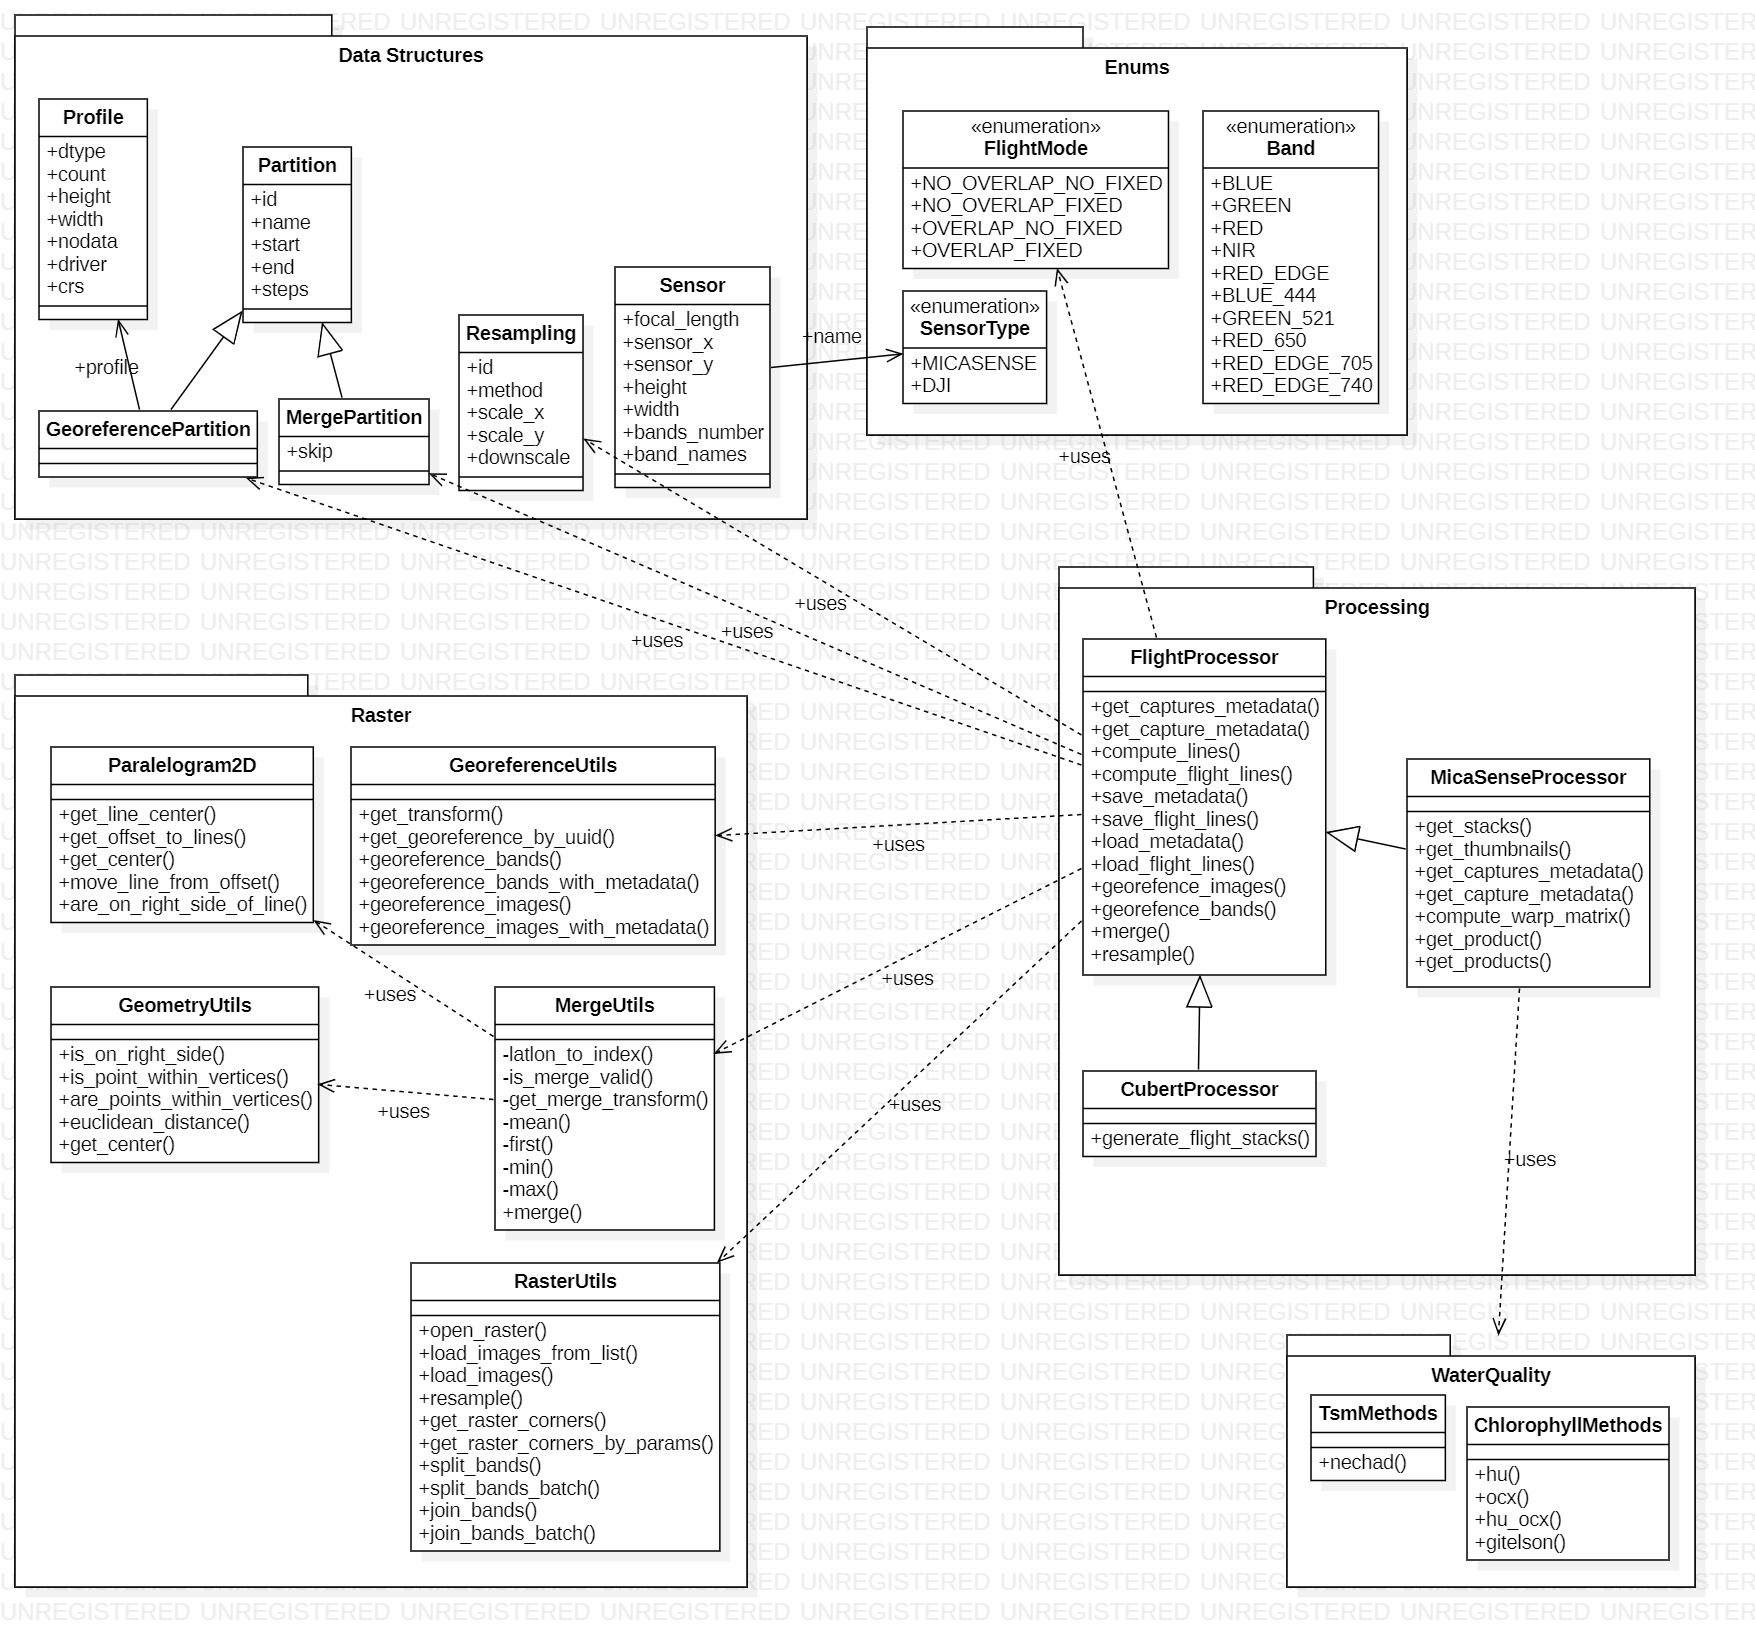 Data Structures
Profile
+dtype
+count
+height
+width
+nodata
+driver
+crs
Partition
+id
+name
+start
+end
+steps
+profile
GeoreferencePartition
MergePartition
+skip
Resampling
+id
+method
+scale_x
+scale_y
+downscale
Sensor
+focal_length
+sensor_x
+sensor_y
+height
+width
+bands_number
+band_names
+name
Enums
«enumeration»
FlightMode
+NO_OVERLAP_NO_FIXED
+NO_OVERLAP_FIXED
+OVERLAP_NO_FIXED
+OVERLAP_FIXED
«enumeration»
SensorType
+MICASENSE
+DJI
«enumeration»
Band
+BLUE
+GREEN
+RED
+NIR
+RED_EDGE
+BLUE_444
+GREEN_521
+RED_650
+RED_EDGE_705
+RED_EDGE_740
+uses
+uses
+uses
+uses
Processing
FlightProcessor
+get_captures_metadata()
+get_capture_metadata()
+compute_lines()
+compute_flight_lines()
+save_metadata()
+save_flight_lines()
+load_metadata()
+load_flight_lines()
+georefence_images()
+georefence_bands()
+merge()
+resample()
MicaSenseProcessor
+get_stacks()
+get_thumbnails()
+get_captures_metadata()
+get_capture_metadata()
+compute_warp_matrix()
+get_product()
+get_products()
CubertProcessor
+generate_flight_stacks()
+uses
Raster
Paralelogram2D
+get_line_center()
+get_offset_to_lines()
+get_center()
+move_line_from_offset()
+are_on_right_side_of_line()
GeoreferenceUtils
+get_transform()
+get_georeference_by_uuid()
+georeference_bands()
+georeference_bands_with_metadata()
+georeference_images()
+georeference_images_with_metadata()
+uses
+uses
+uses
+uses
+uses
GeometryUtils
+is_on_right_side()
+is_point_within_vertices()
+are_points_within_vertices()
+euclidean_distance()
+get_center()
MergeUtils
-latlon_to_index()
-is_merge_valid()
-get_merge_transform()
-mean()
-first()
-min()
-max()
+merge()
RasterUtils
+open_raster()
+load_images_from_list()
+load_images()
+resample()
+get_raster_corners()
+get_raster_corners_by_params()
+split_bands()
+split_bands_batch()
+join_bands()
+join_bands_batch()
WaterQuality
TsmMethods
+nechad()
ChlorophyllMethods
+hu()
+ocx()
+hu_ocx()
+gitelson()
UNREGISTERED